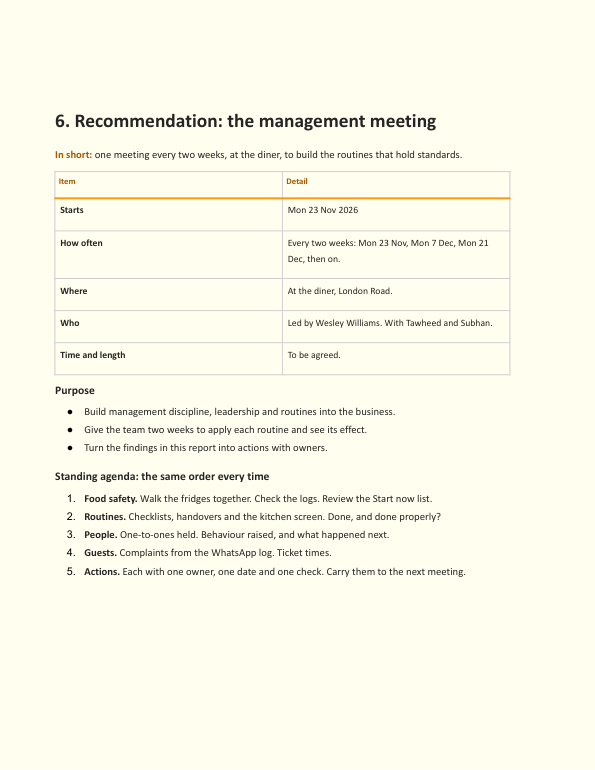 6. Recommendation: the management meeting
In short: one meeting every two weeks, at the diner, to build the routines that hold standards.
Item Detail
Starts Mon 23 Nov 2026
How often Every two weeks: Mon 23 Nov, Mon 7 Dec, Mon 21
Dec, then on.
Where At the diner, London Road.
Who Led by Wesley Williams. With Tawheed and Subhan.
Time and length To be agreed.
Purpose
● Build management discipline, leadership and routines into the business.
● Give the team two weeks to apply each routine and see its effect.
● Turn the findings in this report into actions with owners.
Standing agenda: the same order every time
1. Food safety. Walk the fridges together. Check the logs. Review the Start now list.
2. Routines. Checklists, handovers and the kitchen screen. Done, and done properly?
3. People. One-to-ones held. Behaviour raised, and what happened next.
4. Guests. Complaints from the WhatsApp log. Ticket times.
5. Actions. Each with one owner, one date and one check. Carry them to the next meeting.